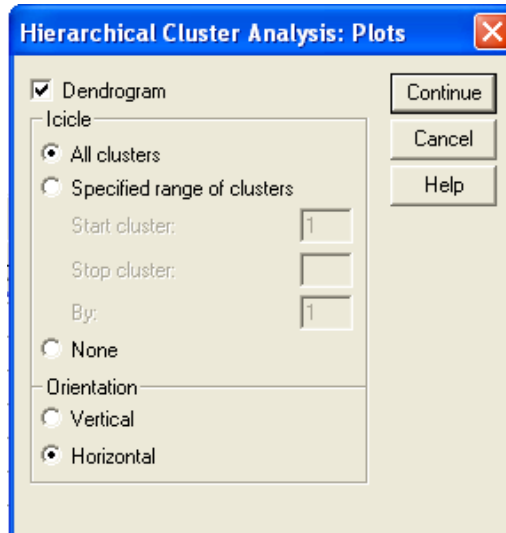 Hierarchical Cluster Analysis: Plots
Dendrogram
Continue
Icicle
Cancel
All clusters
Specified range of clusters
Help
Start cluster: 1
Stop cluster:
By: 1
None
Orientation
Vertical
Horizontal